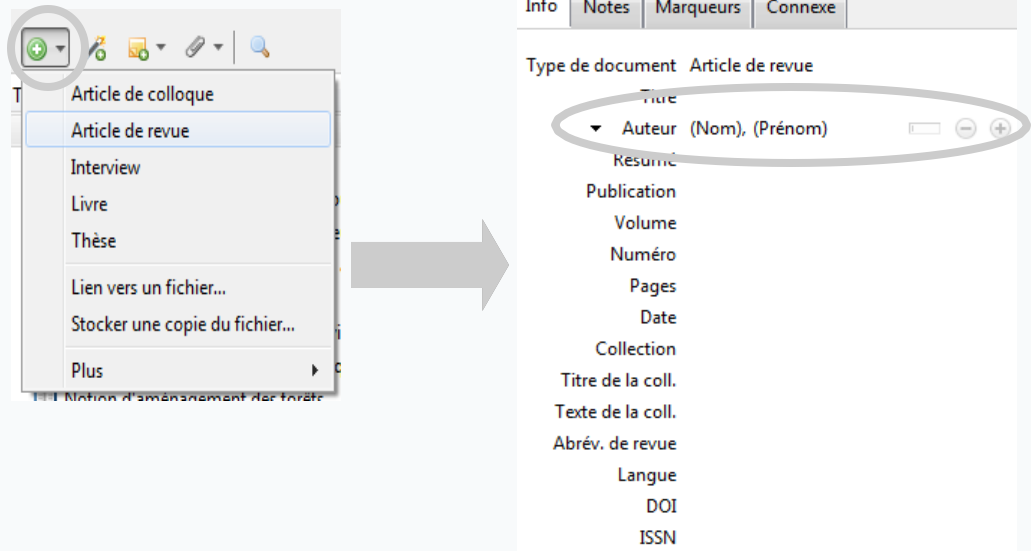 T
Article de colloque
Article de revue
Interview
Livre
Thèse
Lien vers un fichier...
Stocker une copie du fichier...
Plus
Notion d'aménagement des forêts
Info Notes Marqueurs Connexe
Type de document Article de revue
Titre
Auteur (Nom), (Prénom)
Résumé
Publication
Volume
Numéro
Pages
Date
Collection
Titre de la coll.
Texte de la coll.
Abrév. de revue
Langue
DOI
ISSN